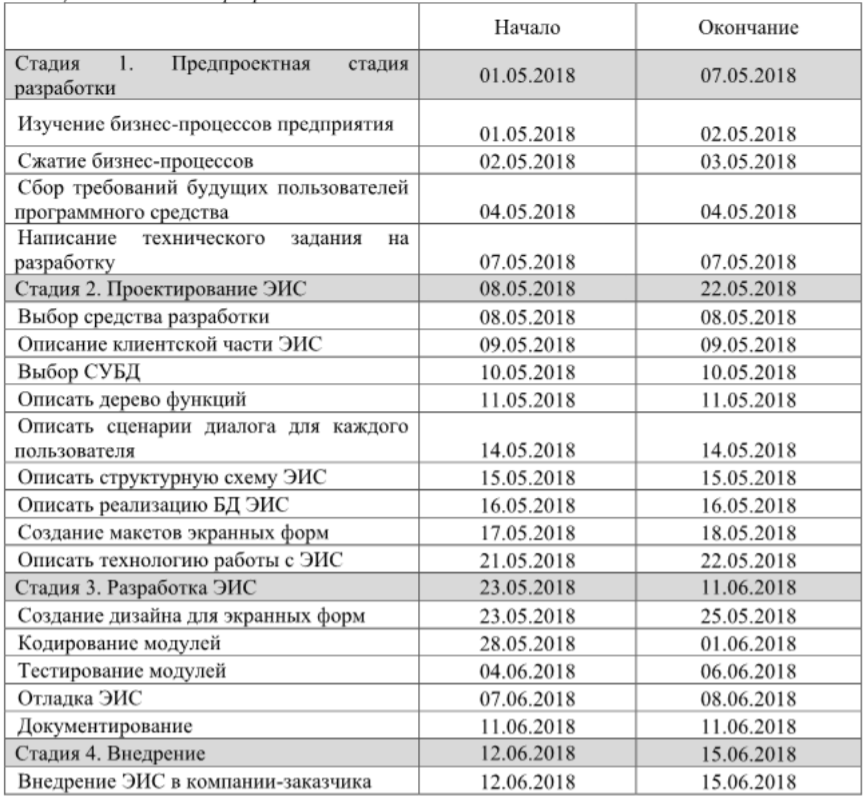 Начало Окончание
Стадия 1. Предпроектная стадия
разработки 01.05.2018 07.05.2018
Изучение бизнес-процессов предприятия 01.05.2018 02.05.2018
Сжатие бизнес-процессов 02.05.2018 03.05.2018
Сбор требований будущих пользователей
программного средства 04.05.2018 04.05.2018
Написание технического задания на
разработку 07.05.2018 07.05.2018
Стадия 2. Проектирование ЭИС 08.05.2018 22.05.2018
Выбор средства разработки 08.05.2018 08.05.2018
Описание клиентской части ЭИС 09.05.2018 09.05.2018
Выбор СУБД 10.05.2018 10.05.2018
Описать дерево функций 11.05.2018 11.05.2018
Описать сценарии диалога для каждого
пользователя 14.05.2018 14.05.2018
Описать структурную схему ЭИС 15.05.2018 15.05.2018
Описать реализацию БД ЭИС 16.05.2018 16.05.2018
Создание макетов экранных форм 17.05.2018 18.05.2018
Описать технологию работы с ЭИС 21.05.2018 22.05.2018
Стадия 3. Разработка ЭИС 23.05.2018 11.06.2018
Создание дизайна для экранных форм 23.05.2018 25.05.2018
Кодирование модулей 28.05.2018 01.06.2018
Тестирование модулей 04.06.2018 06.06.2018
Отладка ЭИС 07.06.2018 08.06.2018
Документирование 11.06.2018 11.06.2018
Стадия 4. Внедрение 12.06.2018 15.06.2018
Внедрение ЭИС в компании-заказчика 12.06.2018 15.06.2018